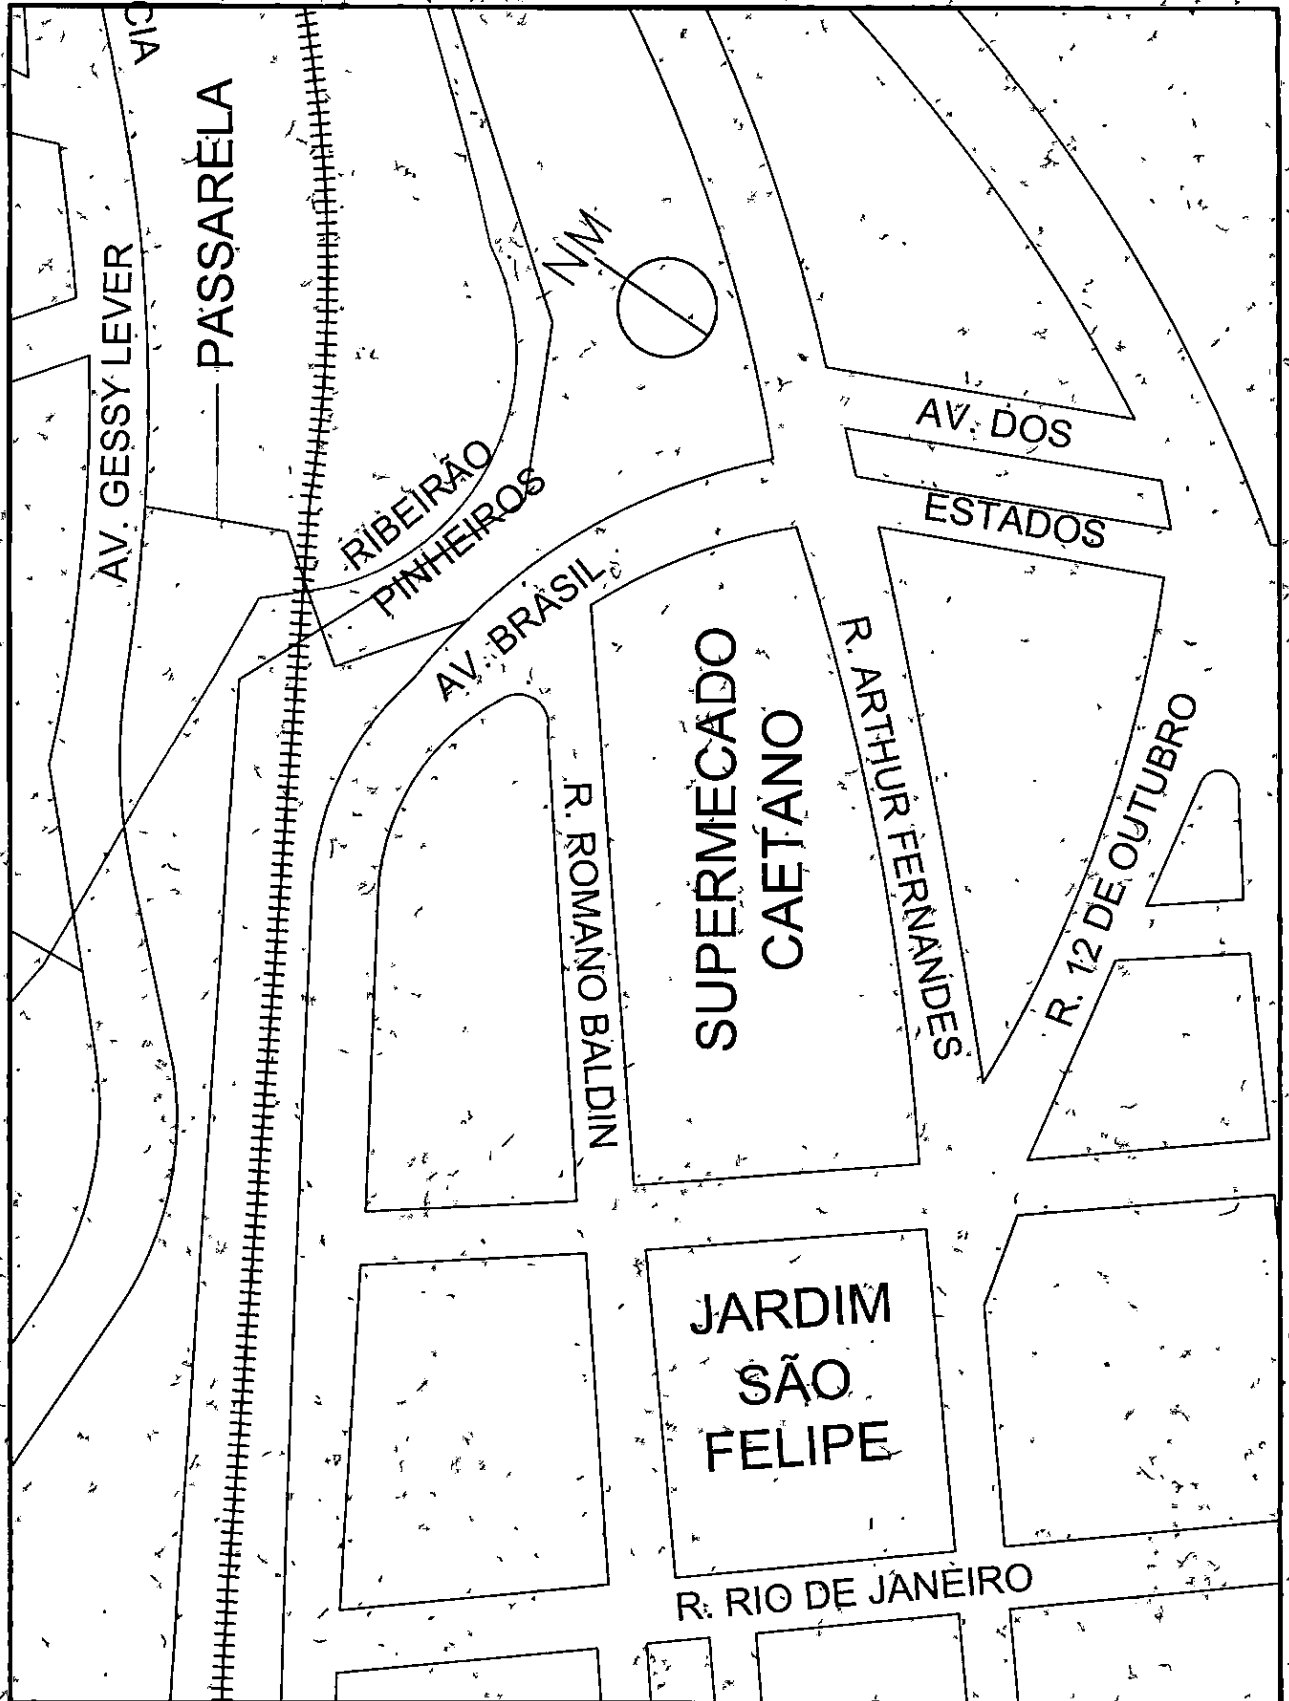 CIA
PASSARELA
AV. GESSY LEVER
NM
AV. DOS
ESTADOS
RIBEIRÃO
PINHEIROS
AV. BRASIL
R. ROMANO BALDIN
SUPERMECADO
CAETANO
R. ARTHUR FERNANDES
R. 12 DE OUTUBRO
JARDIM
SÃO
FELIPE
R. RIO DE JANEIRO